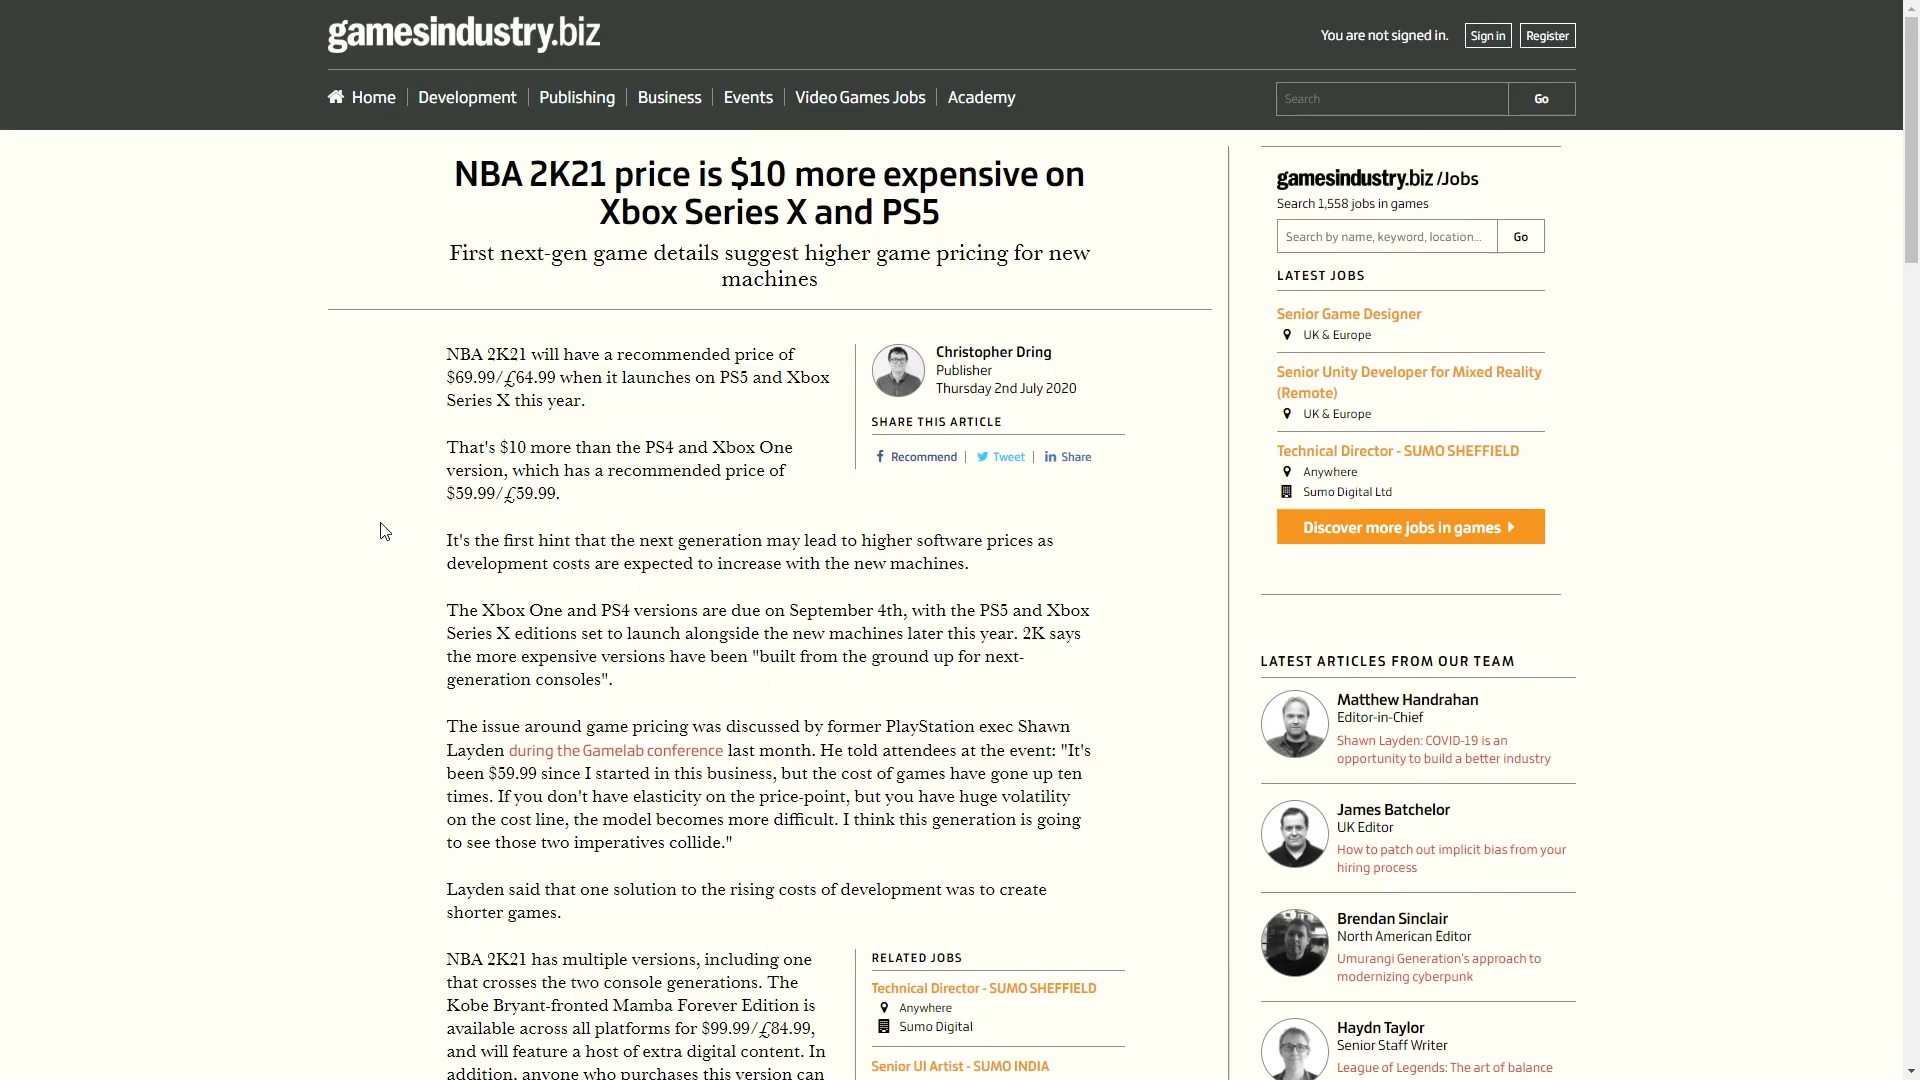 gamesindustry.biz
You are not signed in.
Sign in
Register
Home
Development
Publishing
Business
Events
Video Games Jobs
Academy
Search
Go
NBA 2K21 price is $10 more expensive on
Xbox Series X and PS5
First next-gen game details suggest higher game pricing for new
machines
NBA 2K21 will have a recommended price of
$69.99/£64.99 when it launches on PS5 and Xbox
Series X this year.
That's $10 more than the PS4 and Xbox One
version, which has a recommended price of
$59.99/£59.99.
Christopher Dring
Publisher
Thursday 2nd July 2020
SHARE THIS ARTICLE
Recommend
Tweet
Share
It's the first hint that the next generation may lead to higher software prices as
development costs are expected to increase with the new machines.
The Xbox One and PS4 versions are due on September 4th, with the PS5 and Xbox
Series X editions set to launch alongside the new machines later this year. 2K says
the more expensive versions have been "built from the ground up for next-
generation consoles".
The issue around game pricing was discussed by former PlayStation exec Shawn
Layden during the Gamelab conference last month. He told attendees at the event: "It's
been $59.99 since I started in this business, but the cost of games have gone up ten
times. If you don't have elasticity on the price-point, but you have huge volatility
on the cost line, the model becomes more difficult. I think this generation is going
to see those two imperatives collide."
Layden said that one solution to the rising costs of development was to create
shorter games.
NBA 2K21 has multiple versions, including one
that crosses the two console generations. The
Kobe Bryant-fronted Mamba Forever Edition is
available across all platforms for $99.99/£84.99,
and will feature a host of extra digital content. In
addition, anyone who purchases this version can
RELATED JOBS
Technical Director - SUMO SHEFFIELD
Anywhere
Sumo Digital
Senior UI Artist - SUMO INDIA
gamesindustry.biz /Jobs
Search 1,558 jobs in games
Search by name, keyword, location...
Go
LATEST JOBS
Senior Game Designer
UK & Europe
Senior Unity Developer for Mixed Reality
(Remote)
UK & Europe
Technical Director - SUMO SHEFFIELD
Anywhere
Sumo Digital Ltd
Discover more jobs in games
LATEST ARTICLES FROM OUR TEAM
Matthew Handrahan
Editor-in-Chief
Shawn Layden: COVID-19 is an
opportunity to build a better industry
James Batchelor
UK Editor
How to patch out implicit bias from your
hiring process
Brendan Sinclair
North American Editor
Umurangi Generation's approach to
modernizing cyberpunk
Haydn Taylor
Senior Staff Writer
League of Legends: The art of balance